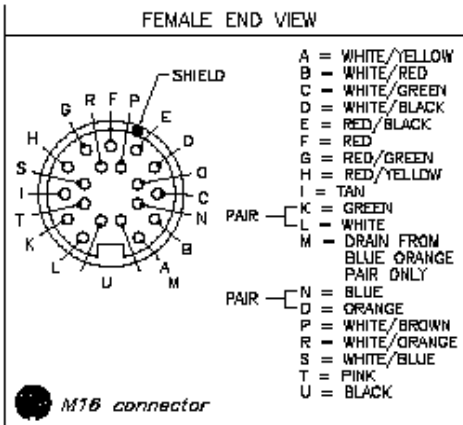 FEMALE END VIEW
SHIELD
R F P
G E
H D
S O
I C
T N
K B
L A
U M
A = WHITE/YELLOW
B = WHITE/RED
C = WHITE/GREEN
D = WHITE/BLACK
E = RED/BLACK
F = RED
G = RED/GREEN
H = RED/YELLOW
I = TAN
PAIR K = GREEN
L = WHITE
M = DRAIN FROM
BLUE ORANGE
PAIR ONLY
PAIR N = BLUE
O = ORANGE
P = WHITE/BROWN
R = WHITE/ORANGE
S = WHITE/BLUE
T = PINK
U = BLACK
M16 connector